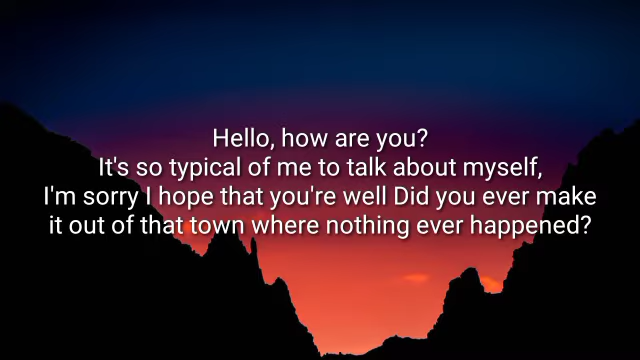 Hello, how are you?
It's so typical of me to talk about myself,
I'm sorry I hope that you're well Did you ever make
it out of that town where nothing ever happened?